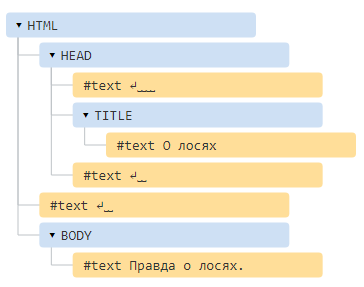 ▾ HTML
▾ HEAD
#text ↵␣␣
▾ TITLE
#text О лосях
#text ↵␣
#text ↵␣
▾ BODY
#text Правда о лосях.